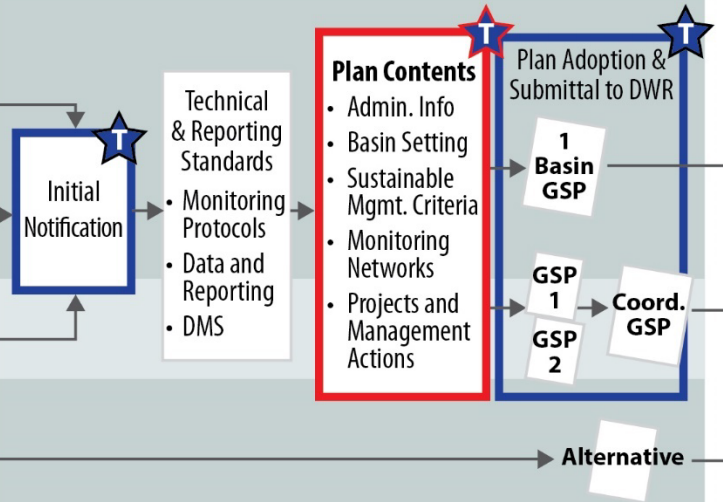 T
Initial
Notification
Technical
& Reporting
Standards
• Monitoring
Protocols
• Data and
Reporting
• DMS
T
Plan Contents
• Admin. Info
• Basin Setting
• Sustainable
Mgmt. Criteria
• Monitoring
Networks
• Projects and
Management
Actions
T
Plan Adoption &
Submittal to DWR
1
Basin
GSP
GSP
1
GSP
2
Coord.
GSP
Alternative